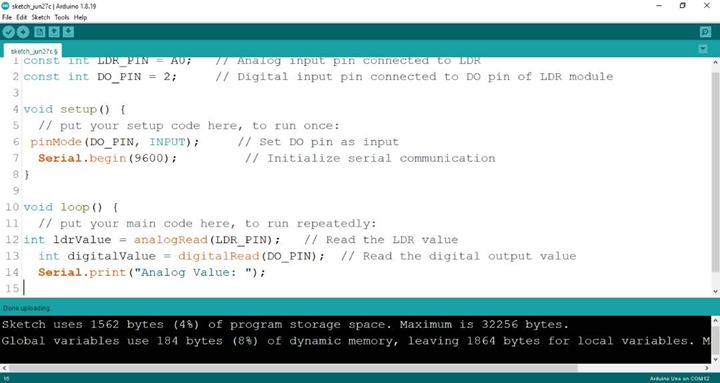 sketch_jun27c | Arduino 1.8.19
File Edit Sketch Tools Help
sketch_jun27c §
1 const int LDR_PIN = A0;   // Analog input pin connected to LDR
2 const int DO_PIN = 2;     // Digital input pin connected to DO pin of LDR module
3
4 void setup() {
5   // put your setup code here, to run once:
6  pinMode(DO_PIN, INPUT);     // Set DO pin as input
7   Serial.begin(9600);         // Initialize serial communication
8 }
9
10 void loop() {
11   // put your main code here, to run repeatedly:
12 int ldrValue = analogRead(LDR_PIN);   // Read the LDR value
13   int digitalValue = digitalRead(DO_PIN);  // Read the digital output value
14   Serial.print("Analog Value: ");
15
Done uploading.
Sketch uses 1562 bytes (4%) of program storage space. Maximum is 32256 bytes.
Global variables use 184 bytes (8%) of dynamic memory, leaving 1864 bytes for local variables. M
15
Arduino Uno on COM12